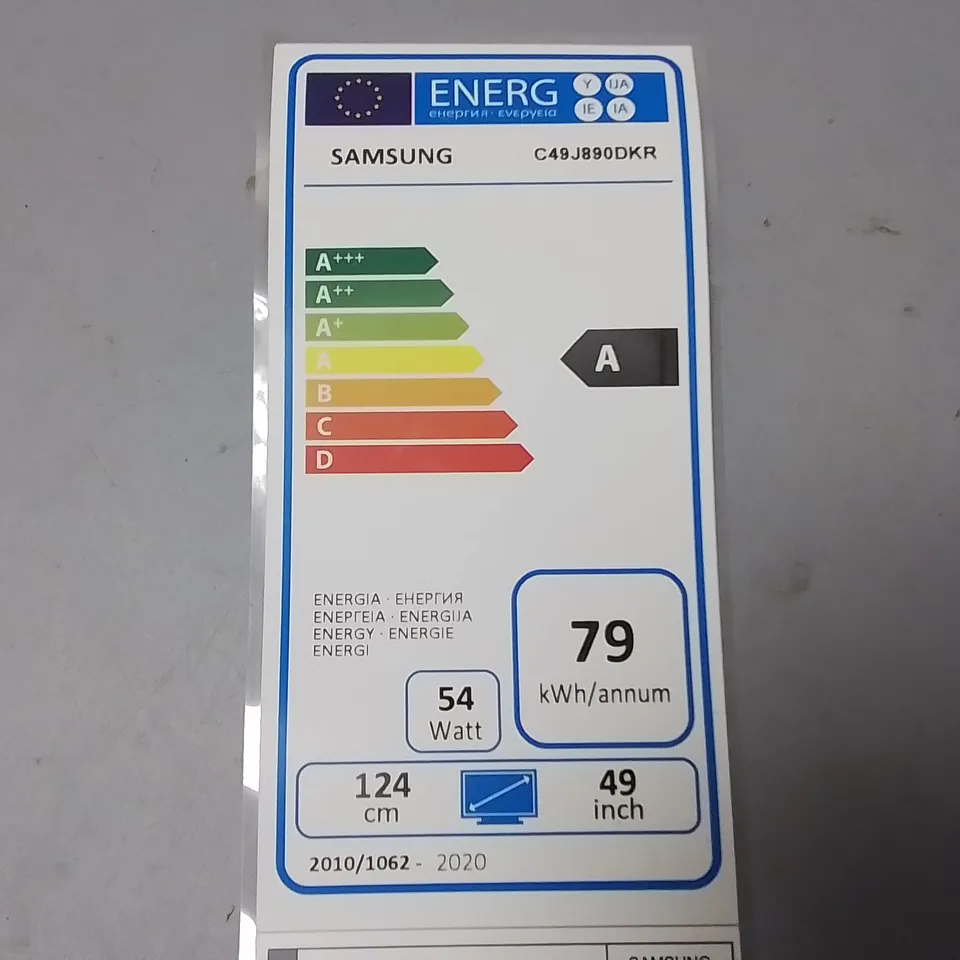 ENERG Y IJA
енергия · ενεργεια IE IA
SAMSUNG C49J890DKR
A+++
A++
A+
A A
B
C
D
ENERGIA · ЕНЕРГИЯ
ΕΝΕΡΓΕΙΑ · ENERGIJA
ENERGY · ENERGIE
ENERGI
79
kWh/annum
54
Watt
124
cm
49
inch
2010/1062 - 2020
SAMSUNG